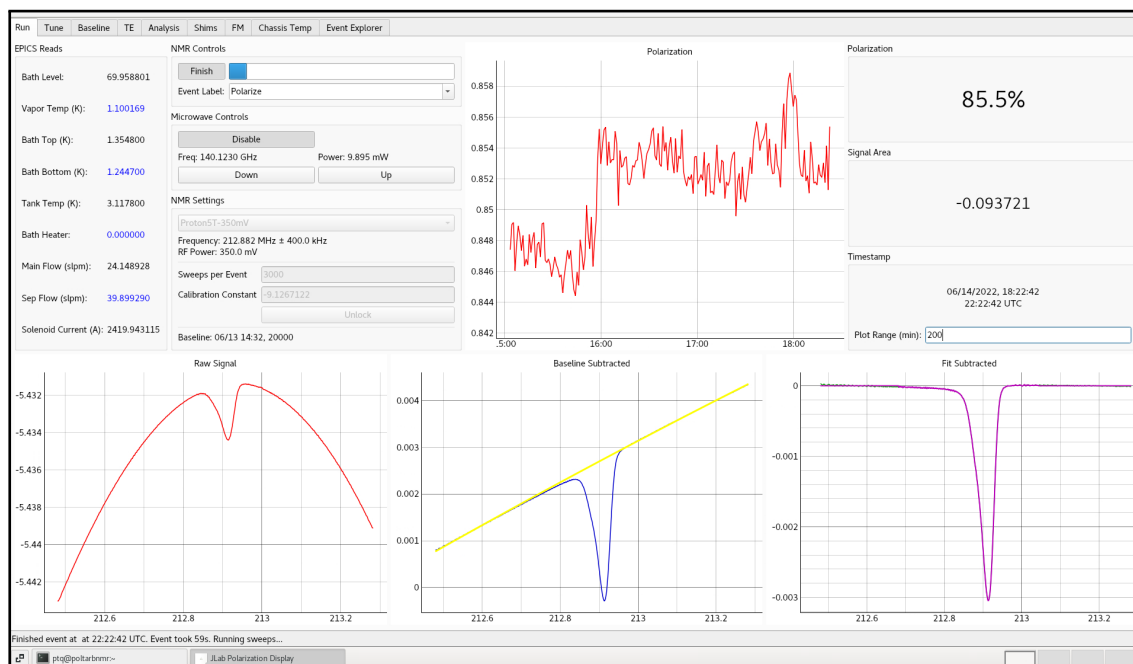 Run Tune Baseline TE Analysis Shims FM Chassis Temp Event Explorer
EPICS Reads
Bath Level: 69.958801
Vapor Temp (K): 1.100169
Bath Top (K): 1.354800
Bath Bottom (K): 1.244700
Tank Temp (K): 3.117800
Bath Heater: 0.000000
Main Flow (slpm): 24.148928
Sep Flow (slpm): 39.899290
Solenoid Current (A): 2419.943115
NMR Controls
Finish
Event Label: Polarize
Microwave Controls
Disable
Freq: 140.1230 GHz Power: 9.895 mW
Down Up
NMR Settings
Proton5T-350mV
Frequency: 212.882 MHz ± 400.0 kHz
RF Power: 350.0 mV
Sweeps per Event 3000
Calibration Constant -9.1267122
Unlock
Baseline: 06/13 14:32, 20000
Polarization
0.858
0.856
0.854
0.852
0.85
0.848
0.846
0.844
0.842
.5:00 16:00 17:00 18:00
Polarization
85.5%
Signal Area
-0.093721
Timestamp
06/14/2022, 18:22:42
22:22:42 UTC
Plot Range (min): 200
Raw Signal
-5.432
-5.434
-5.436
-5.438
-5.44
-5.442
212.6 212.8 213 213.2
Baseline Subtracted
0.004
0.003
0.002
0.001
0
212.6 212.8 213 213.2
Fit Subtracted
0
-0.001
-0.002
-0.003
212.6 212.8 213 213.2
Finished event at at 22:22:42 UTC. Event took 59s. Running sweeps...
ptq@poltarbnmr:~ JLab Polarization Display